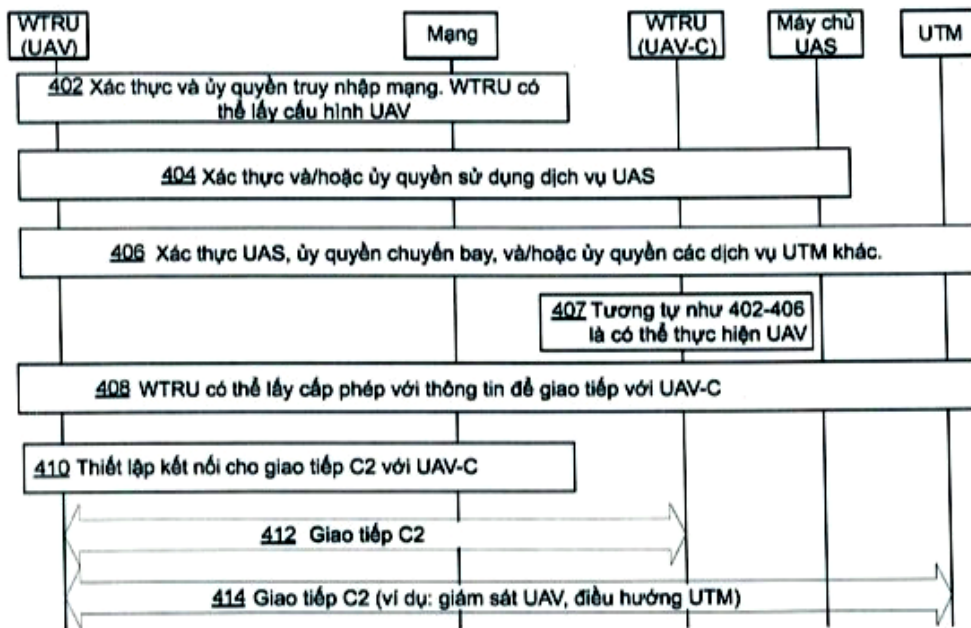 WTRU
(UAV)
Mạng
WTRU
(UAV-C)
Máy chủ
UAS
UTM
402 Xác thực và ủy quyền truy nhập mạng. WTRU có
thể lấy cấu hình UAV
404 Xác thực và/hoặc ủy quyền sử dụng dịch vụ UAS
406 Xác thực UAS, ủy quyền chuyến bay, và/hoặc ủy quyền các dịch vụ UTM khác.
407 Tương tự như 402-406
là có thể thực hiện UAV
408 WTRU có thể lấy cấp phép với thông tin để giao tiếp với UAV-C
410 Thiết lập kết nối cho giao tiếp C2 với UAV-C
412 Giao tiếp C2
414 Giao tiếp C2 (ví dụ: giám sát UAV, điều hướng UTM)